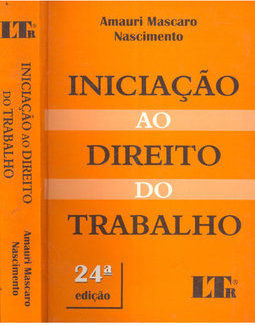 LTr
INICIAÇÃO AO DIREITO
DO TRABALHO
Amauri Mascaro
Nascimento
Amauri Mascaro
Nascimento
INICIAÇÃO
AO
DIREITO
DO
TRABALHO
24ª
edição
LTr®